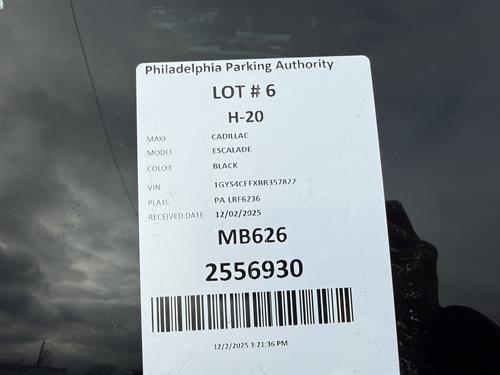 Philadelphia Parking Authority
LOT # 6
H-20
MAKE CADILLAC
MODEL ESCALADE
COLOR BLACK
VIN 1GYS4CFFXBR357822
PLATE PA LRF6236
RECEIVED DATE 12/02/2025
MB626
2556930
12/2/2025 3:21:36 PM